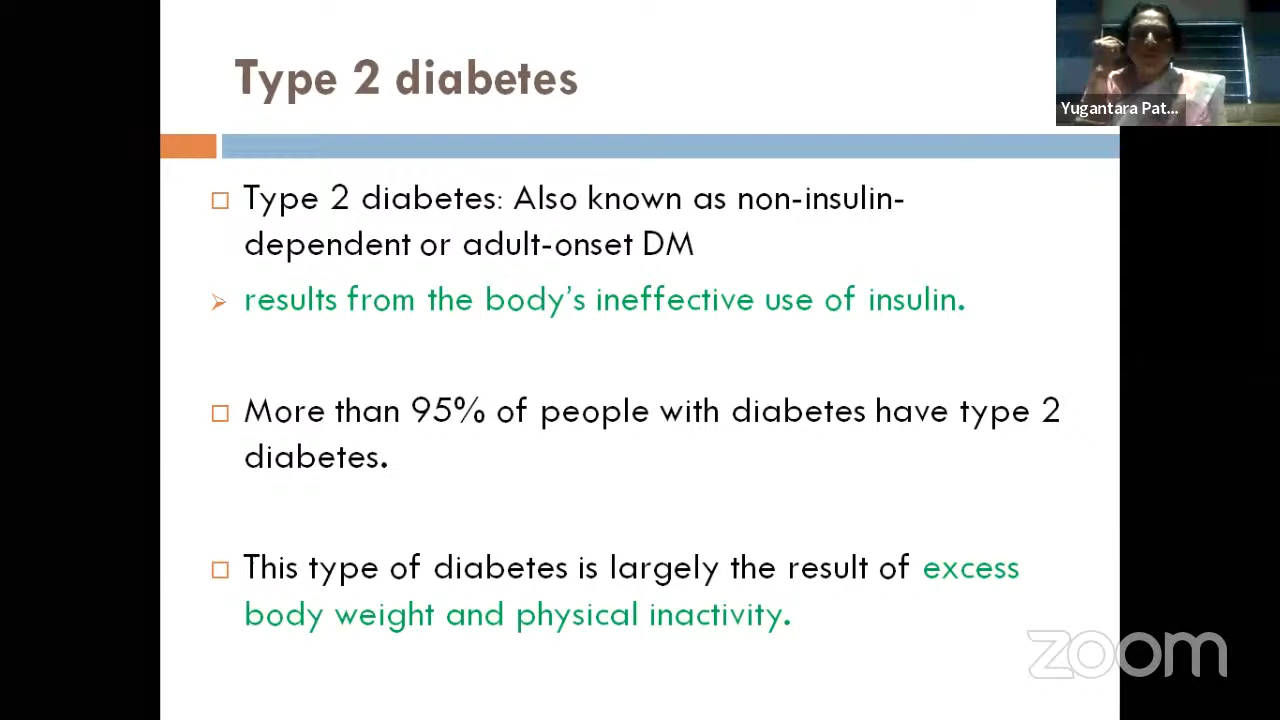 Type 2 diabetes
Yugantara Pat...
Type 2 diabetes: Also known as non-insulin-
dependent or adult-onset DM
results from the body's ineffective use of insulin.
More than 95% of people with diabetes have type 2
diabetes.
This type of diabetes is largely the result of excess
body weight and physical inactivity.
zoom